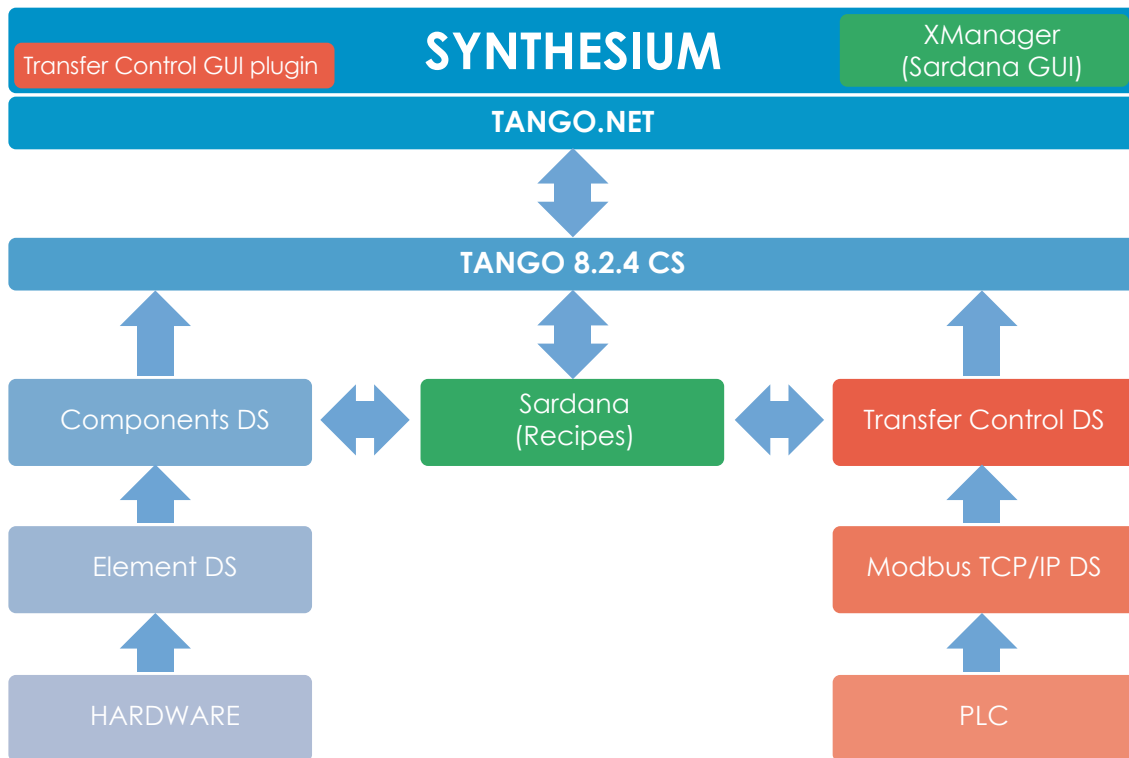 SYNTHESIUM
Transfer Control GUI plugin
XManager
(Sardana GUI)
TANGO.NET
TANGO 8.2.4 CS
Components DS
Sardana
(Recipes)
Transfer Control DS
Element DS
Modbus TCP/IP DS
HARDWARE
PLC